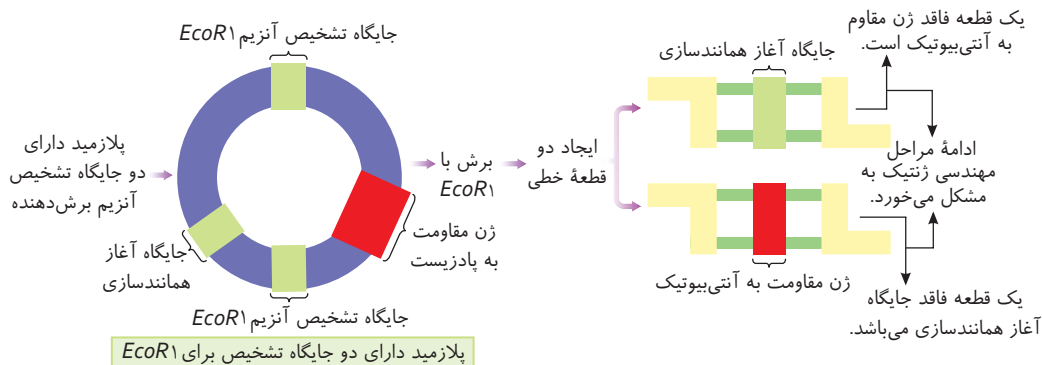 جایگاه تشخیص آنزیم EcoR۱
پلازمید دارای
دو جایگاه تشخیص
آنزیم برش‌دهنده
جایگاه آغاز
همانندسازی
ژن مقاومت
به پادزیست
جایگاه تشخیص آنزیم EcoR۱
پلازمید دارای دو جایگاه تشخیص برای EcoR۱
برش با
EcoR۱
ایجاد دو
قطعهٔ خطی
جایگاه آغاز همانندسازی
یک قطعه فاقد ژن مقاوم
به آنتی‌بیوتیک است.
ادامهٔ مراحل
مهندسی ژنتیک به
مشکل می‌خورد.
ژن مقاومت به آنتی‌بیوتیک
یک قطعه فاقد جایگاه
آغاز همانندسازی می‌باشد.